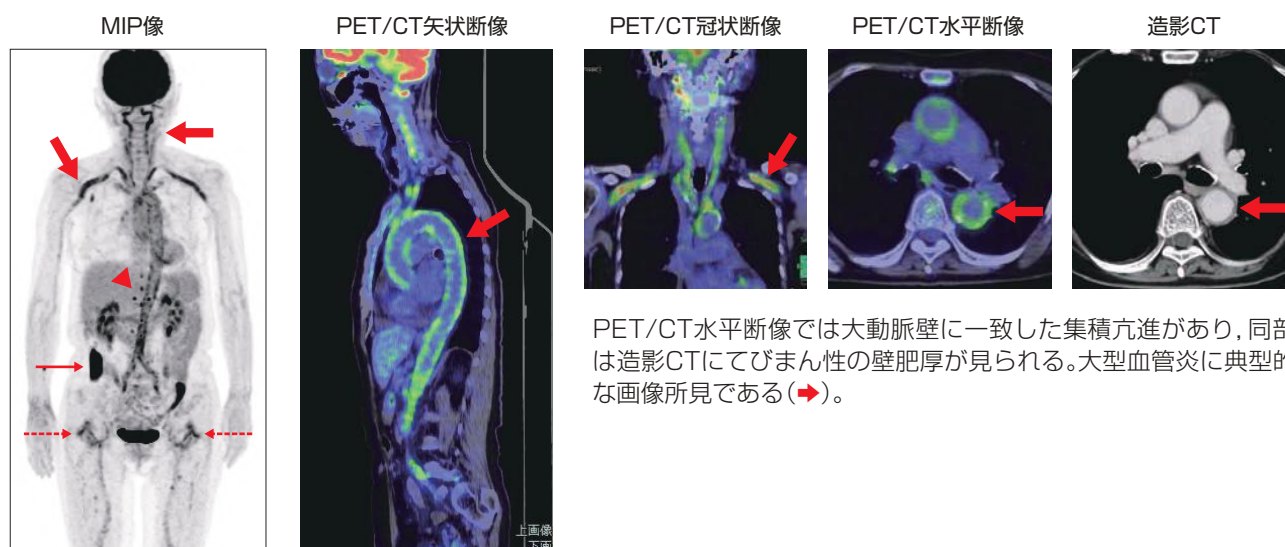 MIP像
PET/CT矢状断像
PET/CT冠状断像
PET/CT水平断像
造影CT
上画像
PET/CT水平断像では大動脈壁に一致した集積亢進があり，同部
は造影CTにてびまん性の壁肥厚が見られる。大型血管炎に典型的
な画像所見である(➡)。